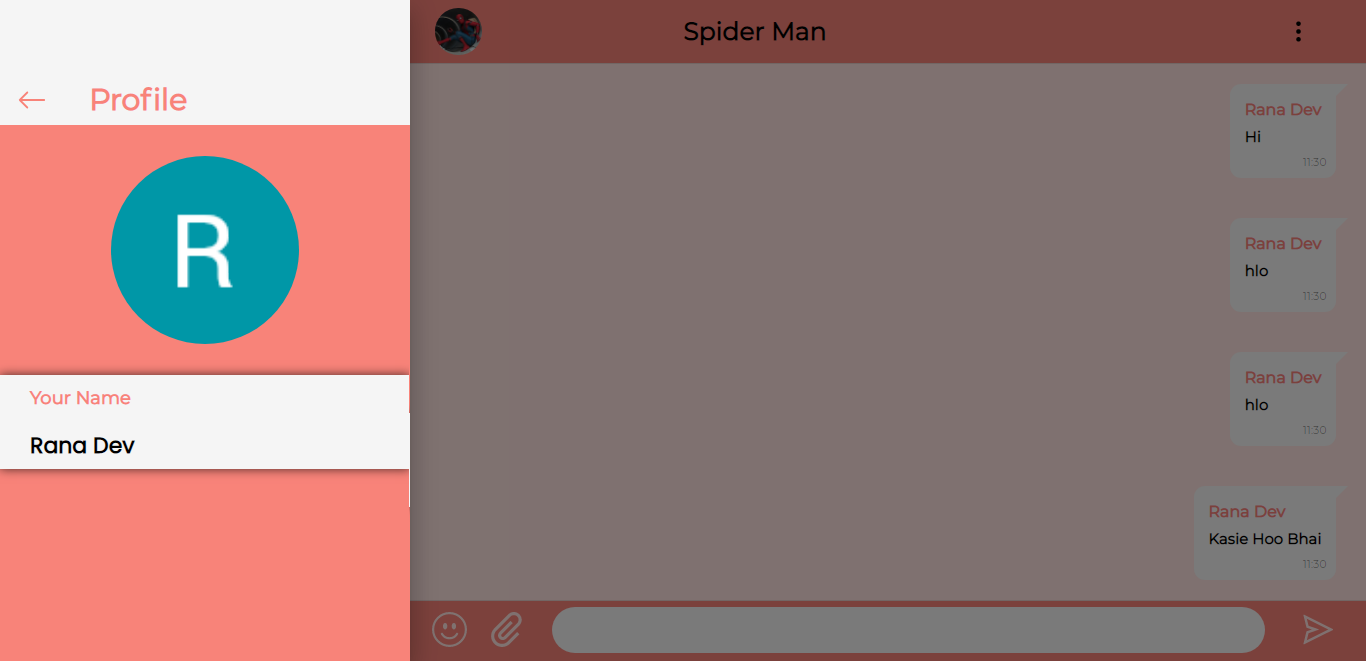 Profile
R
Your Name
Rana Dev
Spider Man
Rana Dev
Hi
11:30
Rana Dev
hlo
11:30
Rana Dev
hlo
11:30
Rana Dev
Kasie Hoo Bhai
11:30